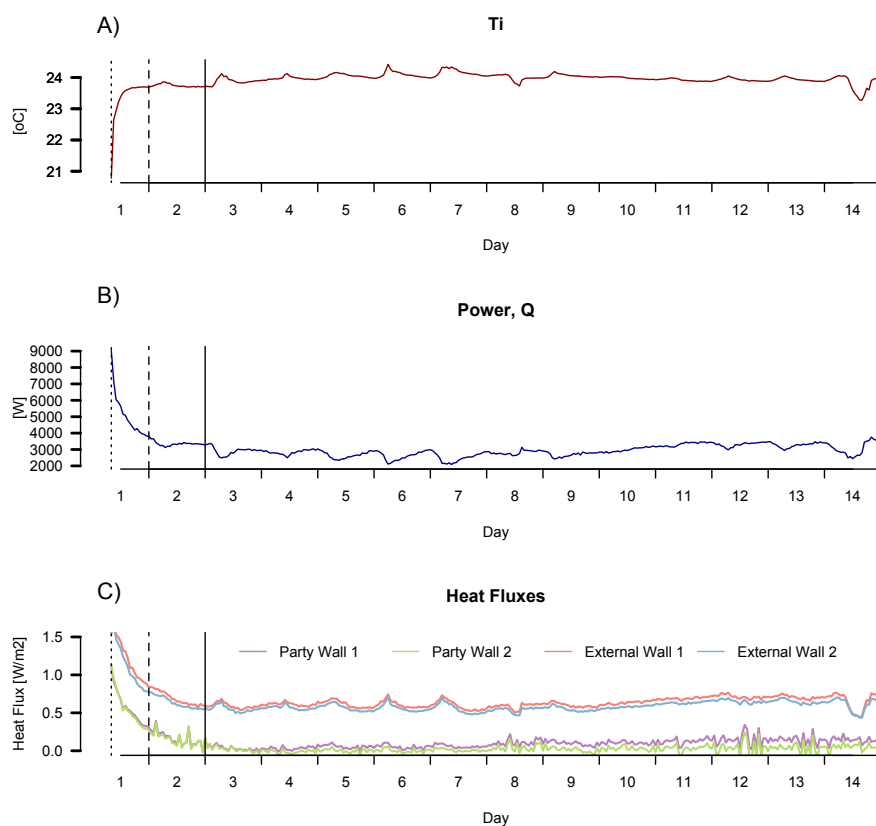 A)
Ti
[oC]
24
23
22
21
1 2 3 4 5 6 7 8 9 10 11 12 13 14
Day
B)
Power, Q
[W]
9000
8000
7000
6000
5000
4000
3000
2000
1 2 3 4 5 6 7 8 9 10 11 12 13 14
Day
C)
Heat Fluxes
Heat Flux [W/m2]
1.5
1.0
0.5
0.0
Party Wall 1 Party Wall 2 External Wall 1 External Wall 2
1 2 3 4 5 6 7 8 9 10 11 12 13 14
Day